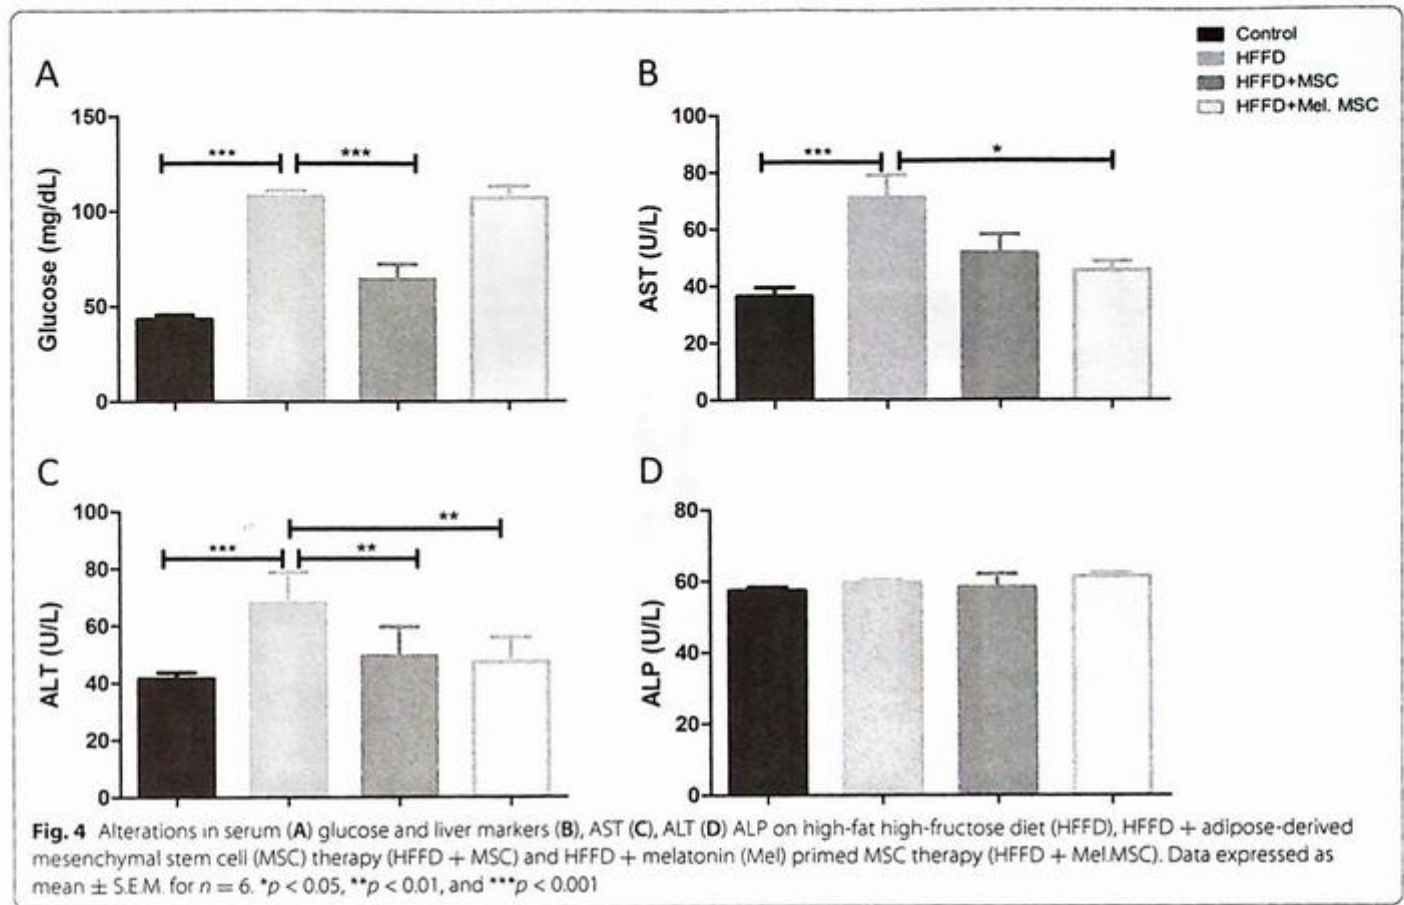 Control
HFFD
HFFD+MSC
HFFD+Mel. MSC
A
150
100
50
0
Glucose (mg/dL)
***
***
B
100
80
60
40
20
0
AST (U/L)
***
*
C
100
80
60
40
20
0
ALT (U/L)
***
**
**
D
80
60
40
20
0
ALP (U/L)
Fig. 4 Alterations in serum (A) glucose and liver markers (B), AST (C), ALT (D) ALP on high-fat high-fructose diet (HFFD), HFFD + adipose-derived
mesenchymal stem cell (MSC) therapy (HFFD + MSC) and HFFD + melatonin (Mel) primed MSC therapy (HFFD + Mel.MSC). Data expressed as
mean ± S.E.M. for n = 6. *p < 0.05, **p < 0.01, and ***p < 0.001